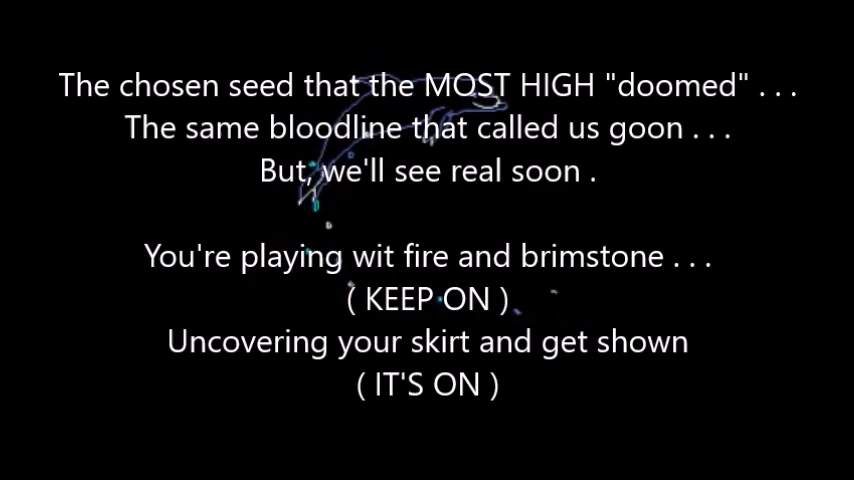 The chosen seed that the MOST HIGH "doomed" . . .
The same bloodline that called us goon . . .
But, we'll see real soon .
You're playing wit fire and brimstone . . .
( KEEP ON )
Uncovering your skirt and get shown
( IT'S ON )